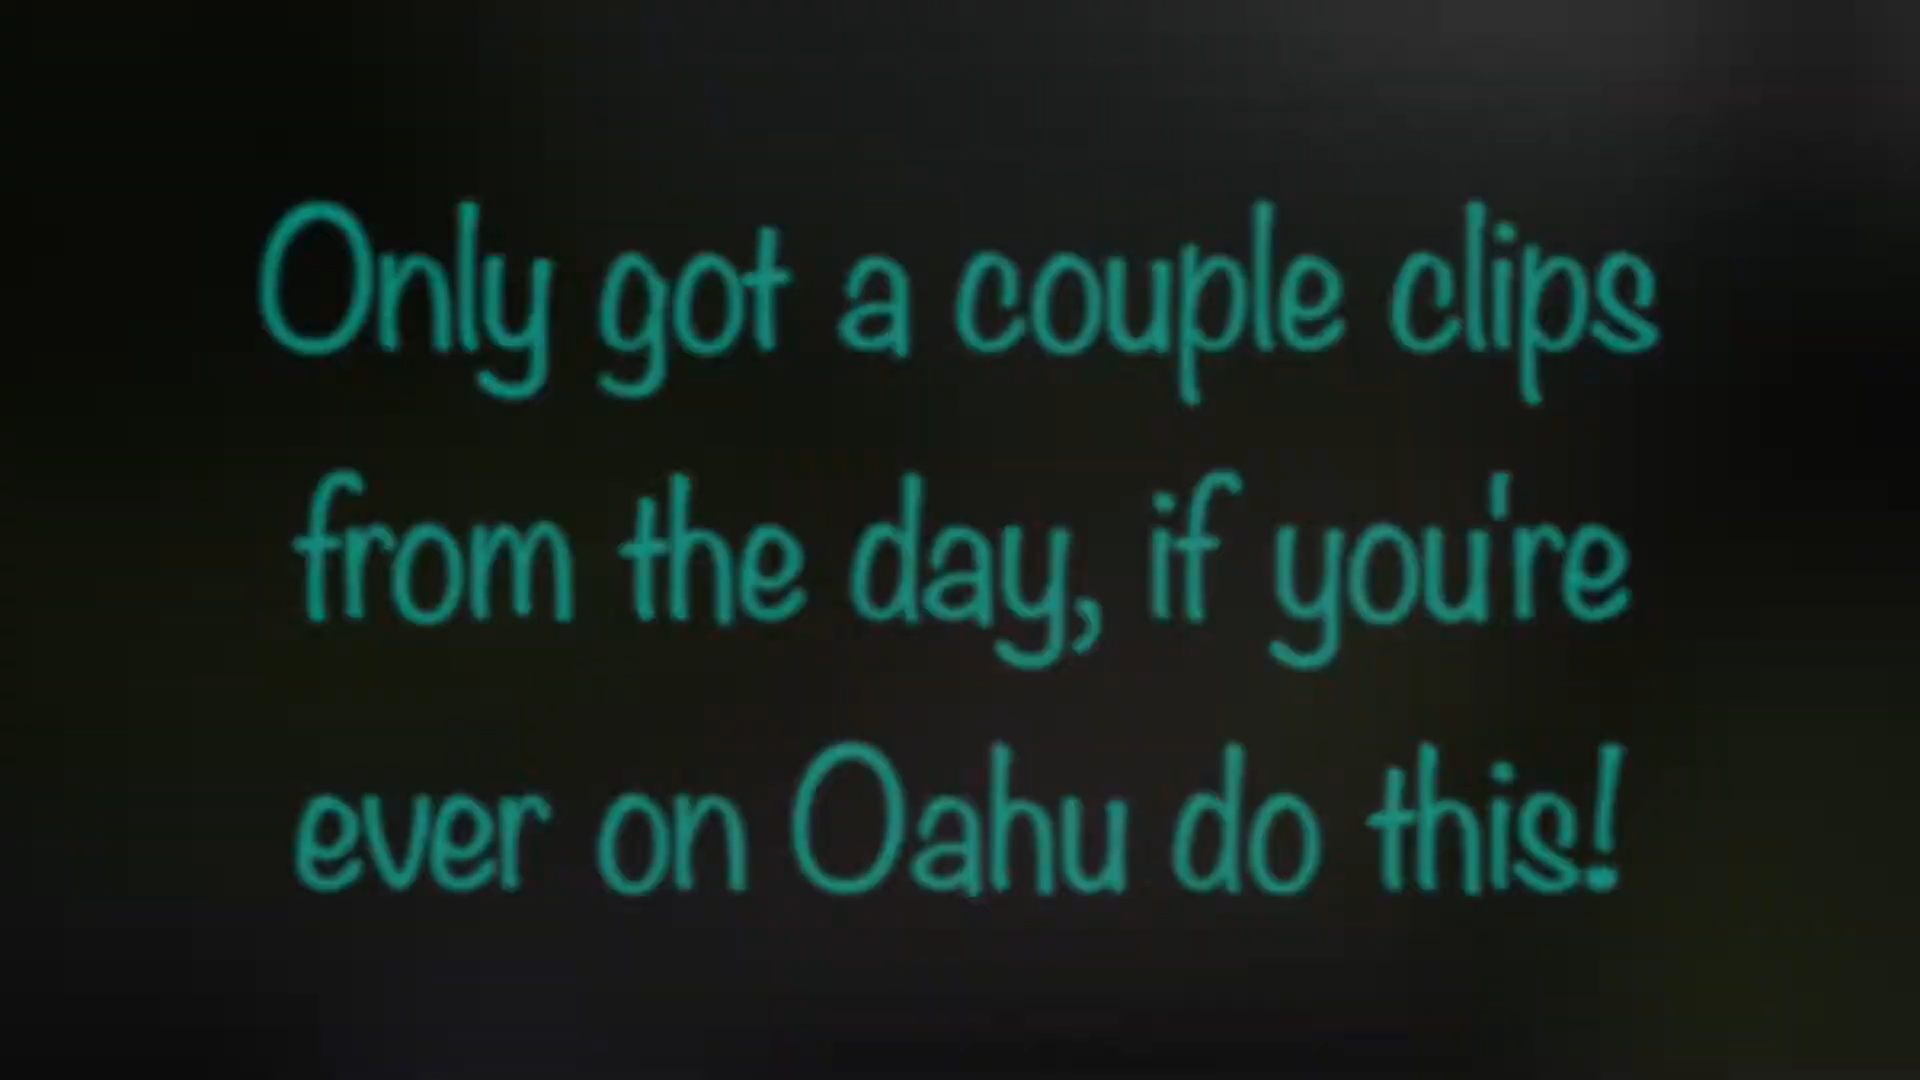 Only got a couple clips
from the day, if you're
ever on Oahu do this!